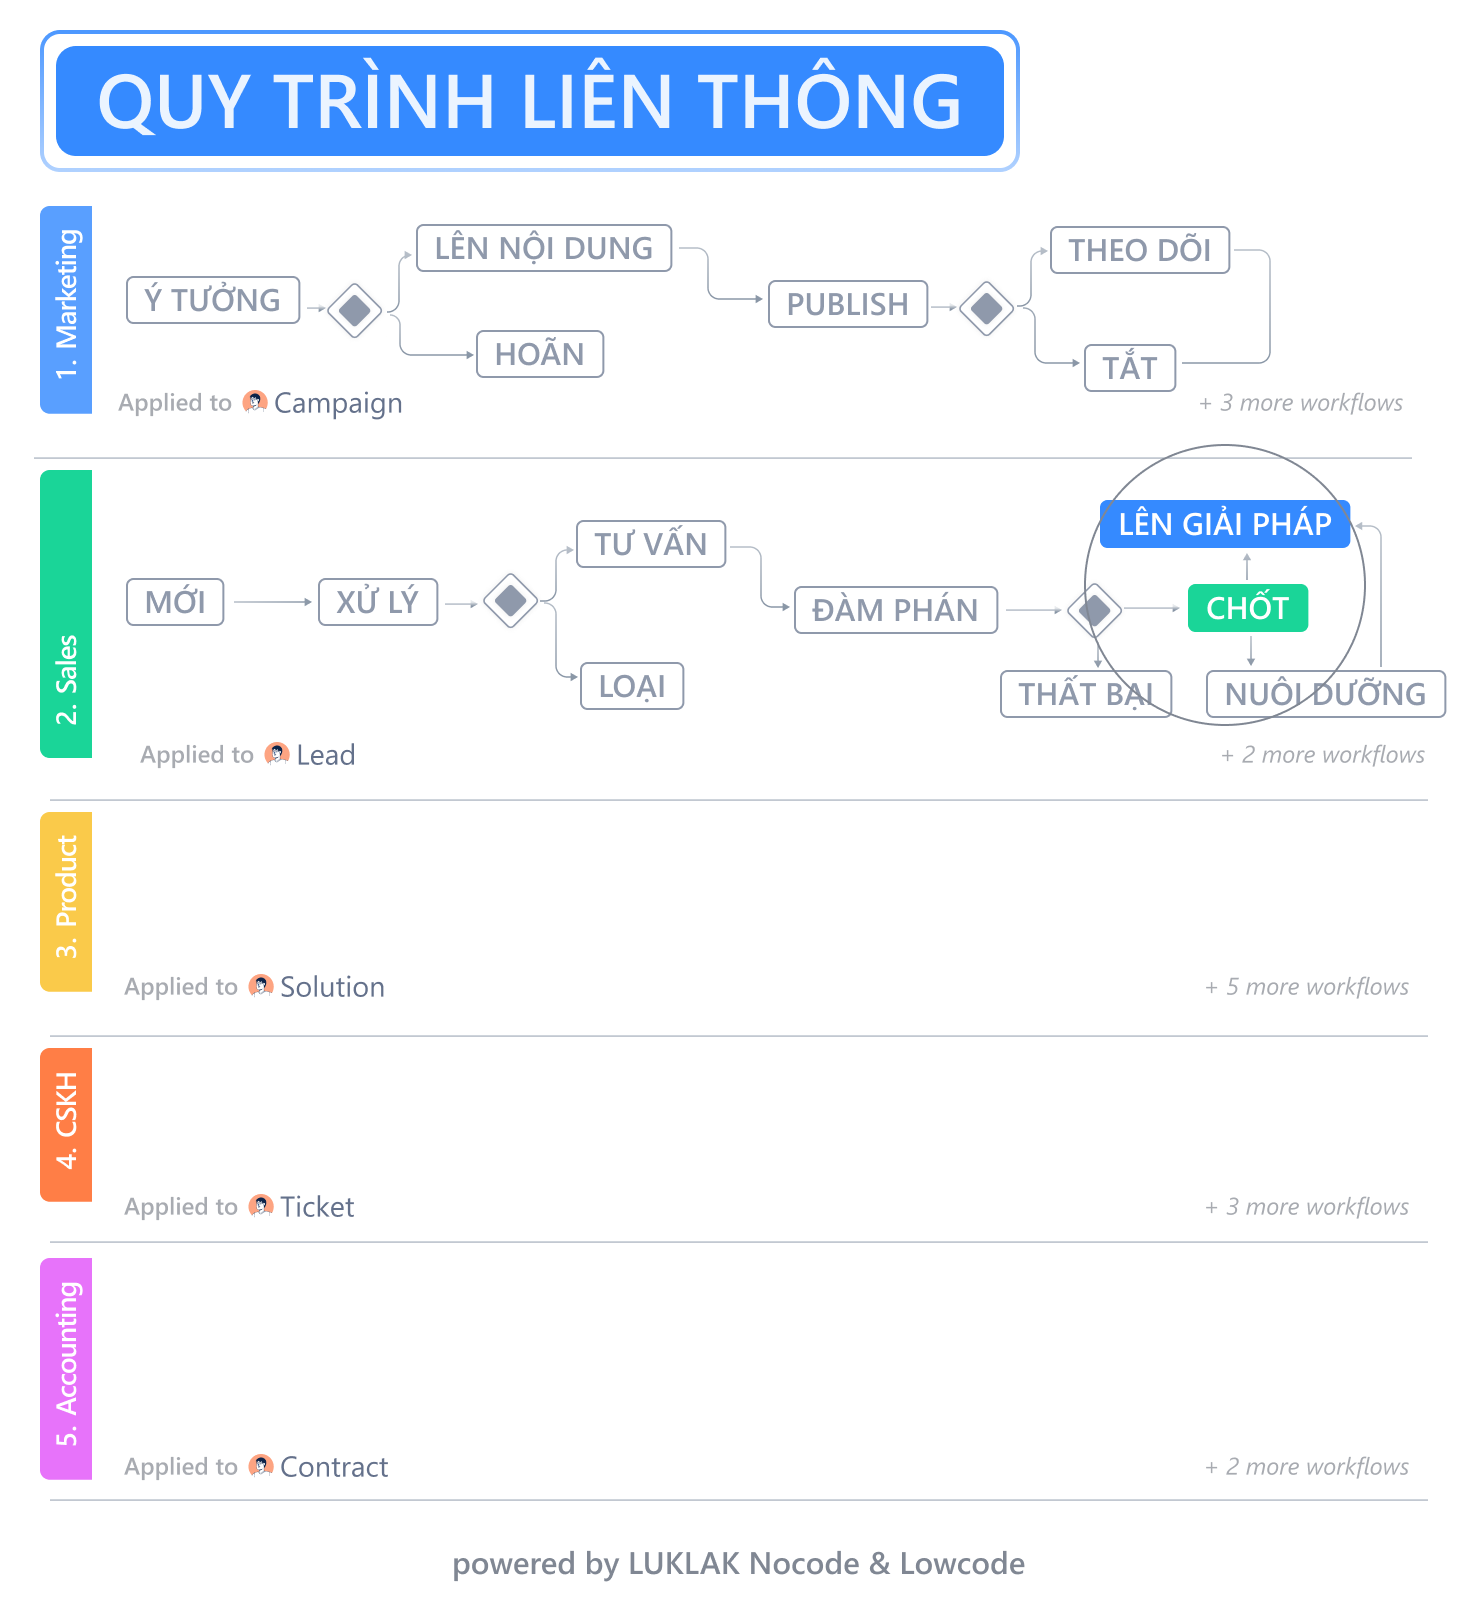 QUY TRÌNH LIÊN THÔNG
1. Marketing
Ý TƯỞNG
LÊN NỘI DUNG
HOÃN
PUBLISH
THEO DÕI
TẮT
Applied to Campaign
+ 3 more workflows
2. Sales
MỚI
XỬ LÝ
TƯ VẤN
LOẠI
ĐÀM PHÁN
LÊN GIẢI PHÁP
CHỐT
THẤT BẠI
NUÔI DƯỠNG
Applied to Lead
+ 2 more workflows
3. Product
Applied to Solution
+ 5 more workflows
4. CSKH
Applied to Ticket
+ 3 more workflows
5. Accounting
Applied to Contract
+ 2 more workflows
powered by LUKLAK Nocode & Lowcode